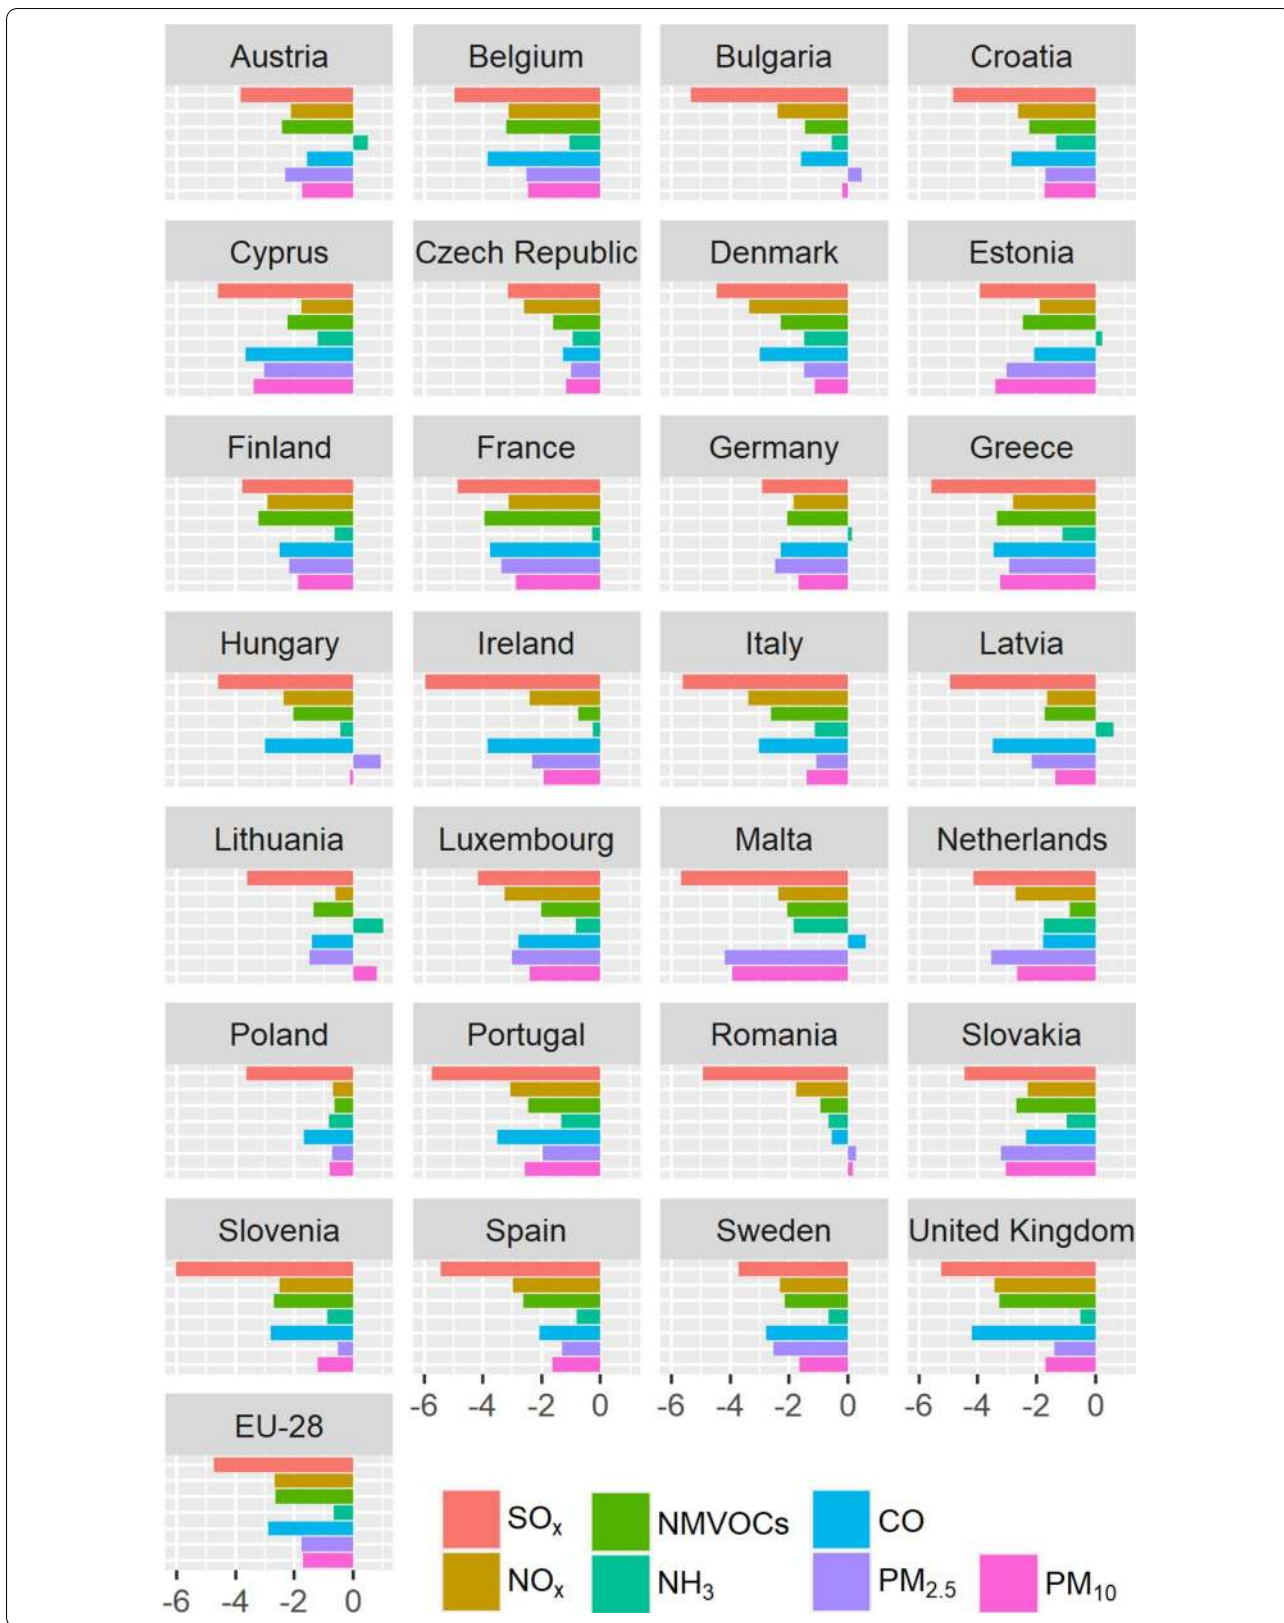 Austria Belgium Bulgaria Croatia
Cyprus Czech Republic Denmark Estonia
Finland France Germany Greece
Hungary Ireland Italy Latvia
Lithuania Luxembourg Malta Netherlands
Poland Portugal Romania Slovakia
Slovenia Spain Sweden United Kingdom
-6 -4 -2 0 -6 -4 -2 0 -6 -4 -2 0
EU-28
SOx NMVOCs CO
NOx NH3 PM2.5 PM10
-6 -4 -2 0